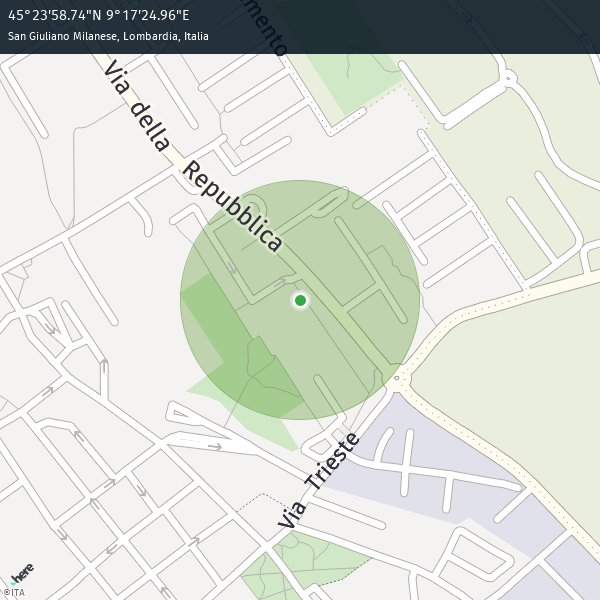 45°23'58.74"N 9°17'24.96"E
San Giuliano Milanese, Lombardia, Italia
Via della Repubblica
Via Trieste
here
©ITA